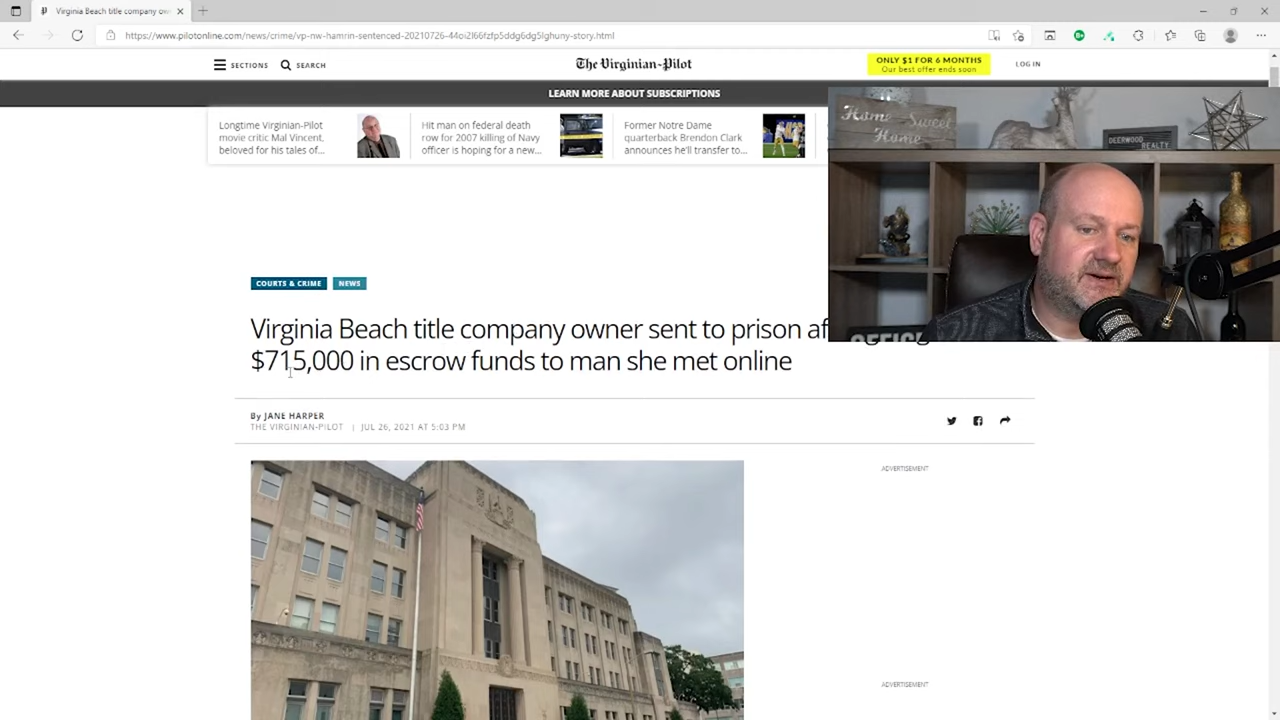 Virginia Beach title company ow
https://www.pilotonline.com/news/crime/vp-nw-hamrin-sentenced-20210726-44oi2l66fzfp5ddg6dg5lghuny-story.html
SECTIONS SEARCH
The Virginian-Pilot
ONLY $1 FOR 6 MONTHS
Our best offer ends soon
LOG IN
LEARN MORE ABOUT SUBSCRIPTIONS
Longtime Virginian-Pilot
movie critic Mal Vincent,
beloved for his tales of...
Hit man on federal death
row for 2007 killing of Navy
officer is hoping for a new...
Former Notre Dame
quarterback Brendon Clark
announces he'll transfer to...
Home Sweet
Home
DEERWOOD
REALTY
COURTS & CRIME NEWS
Virginia Beach title company owner sent to prison af
$715,000 in escrow funds to man she met online
By JANE HARPER
THE VIRGINIAN-PILOT | JUL 26, 2021 AT 5:03 PM
ADVERTISEMENT
ADVERTISEMENT